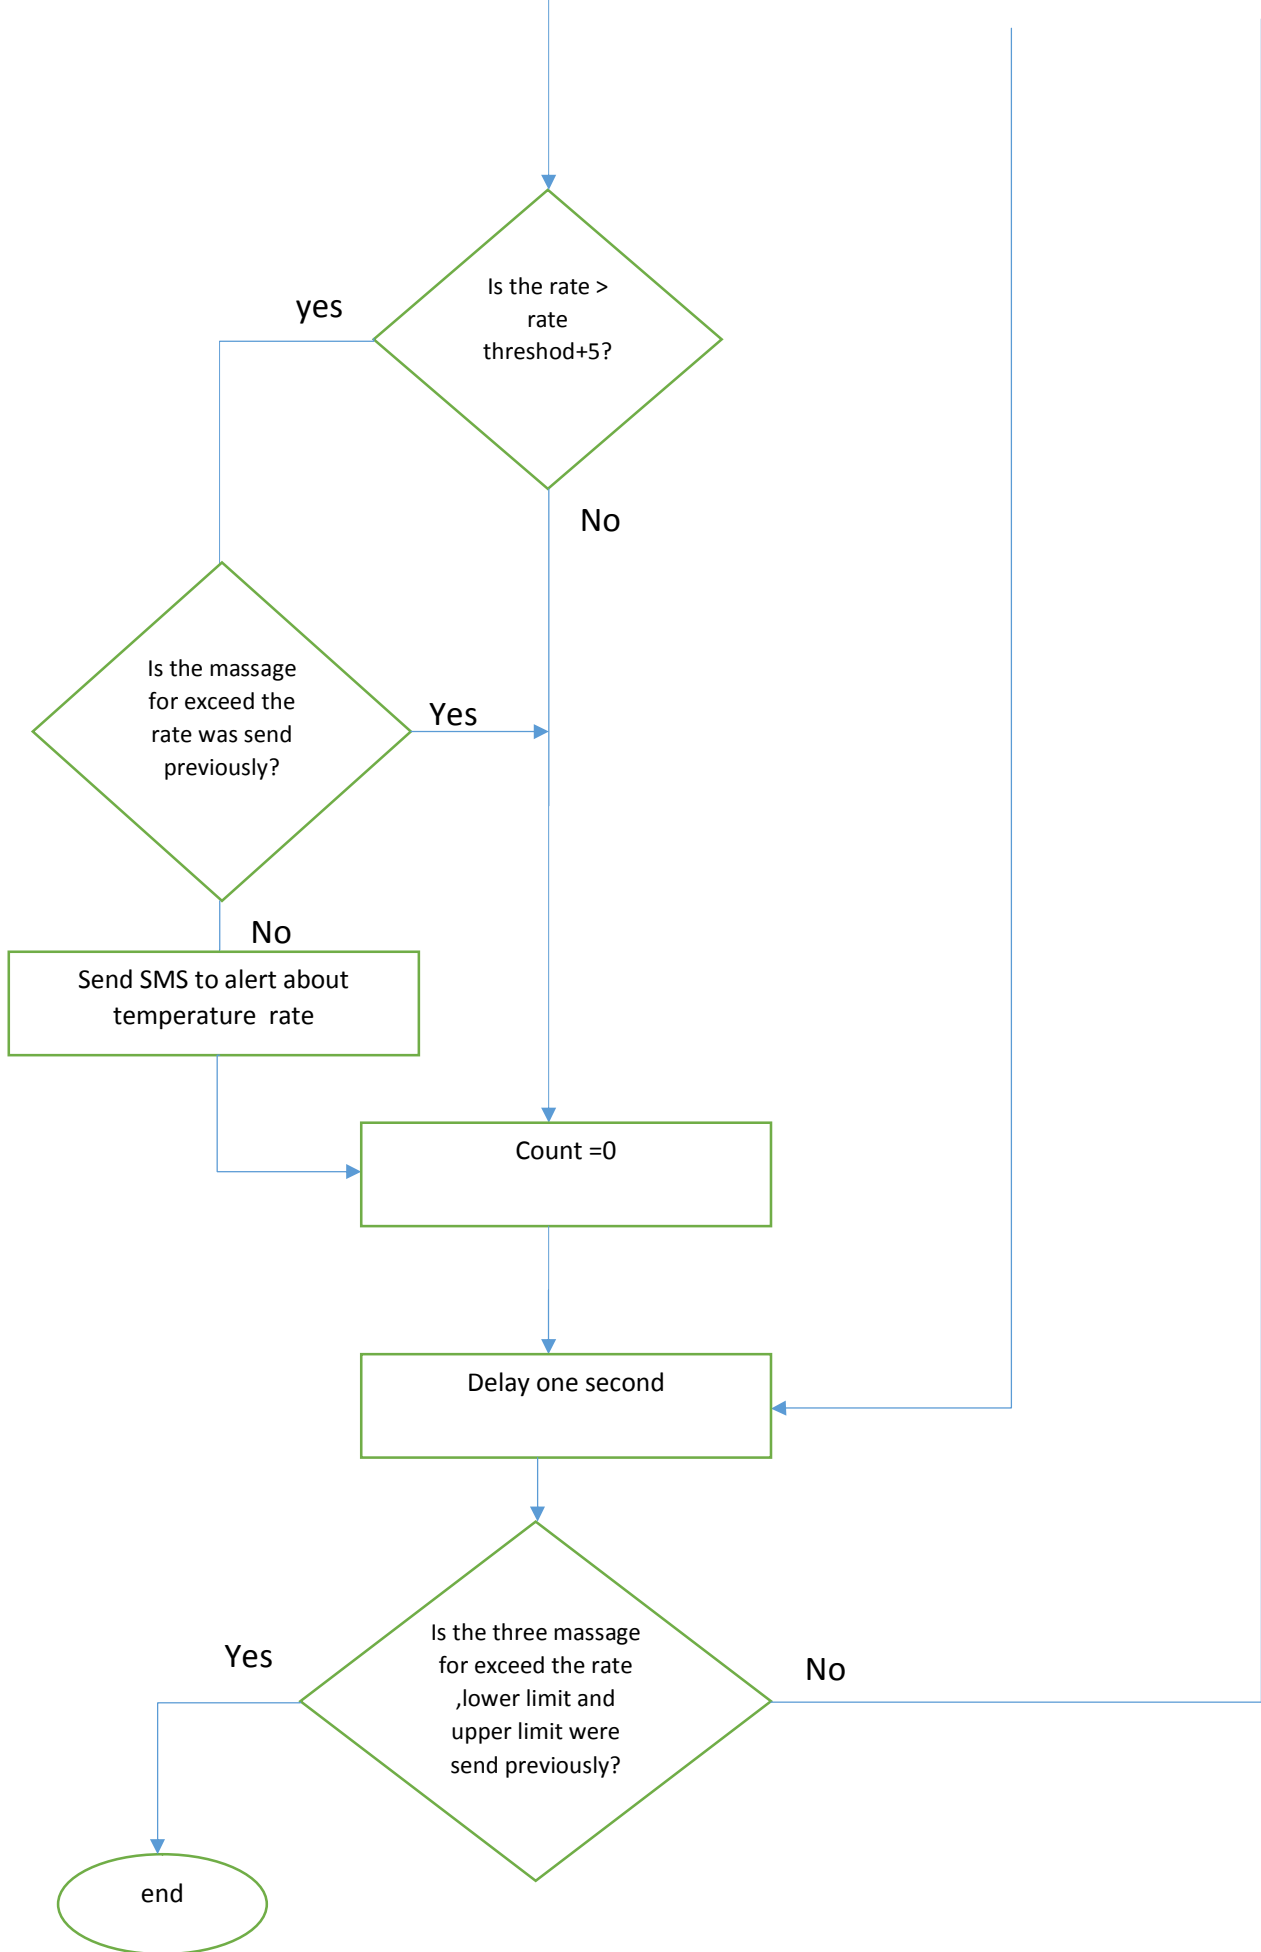 Is the rate >
rate
threshod+5?
yes
No
Is the massage
for exceed the
rate was send
previously?
Yes
No
Send SMS to alert about
temperature  rate
Count =0
Delay one second
Is the three massage
for exceed the rate
,lower limit and
upper limit were
send previously?
Yes
No
end